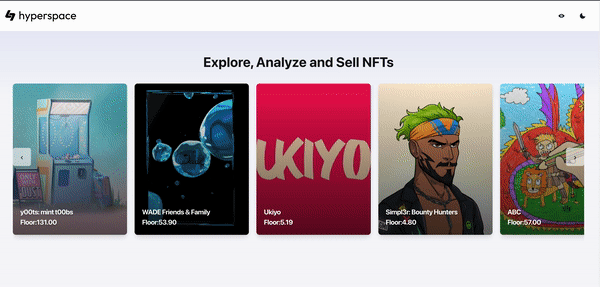 hyperspace
Explore, Analyze and Sell NFTs
y00ts: mint t00bs
Floor:131.00
WADE Friends & Family
Floor:53.90
UKIYO
Ukiyo
Floor:5.19
Simpl3r: Bounty Hunters
Floor:4.80
ABC
Floor:57.00